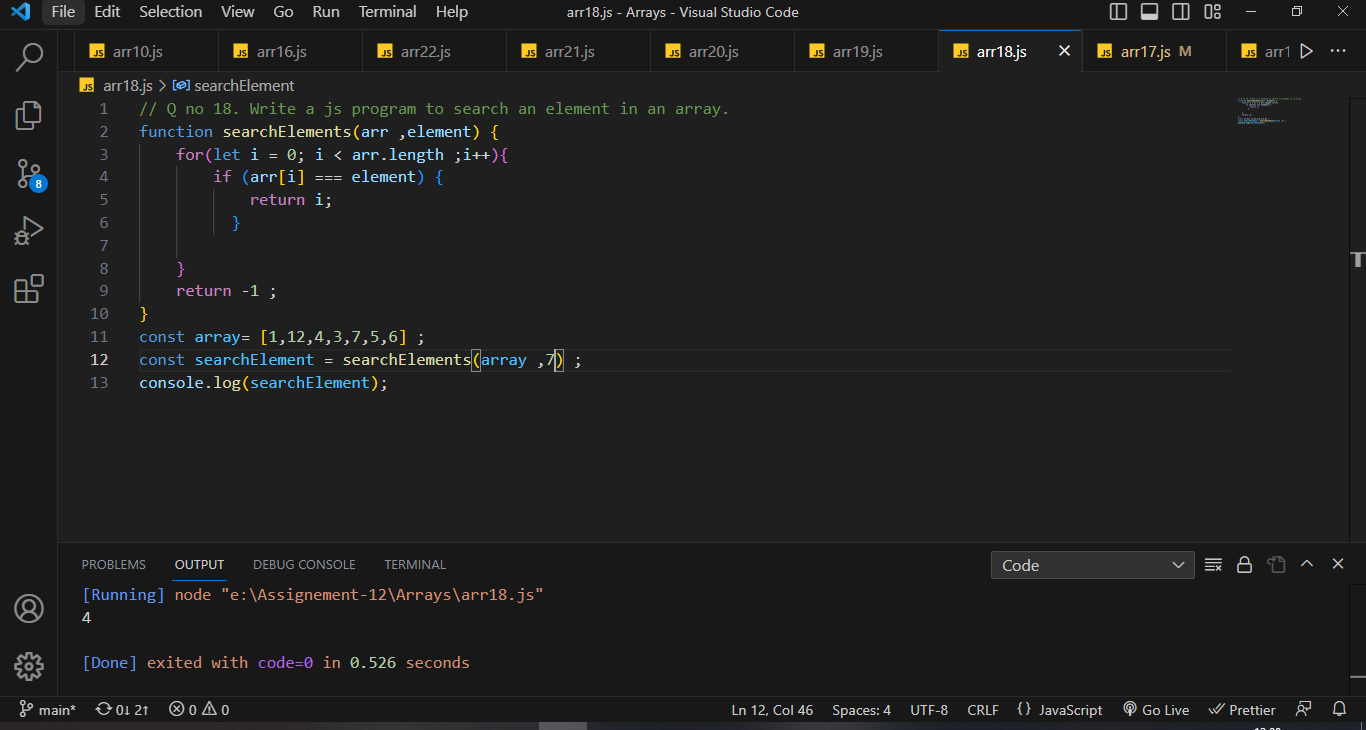 File Edit Selection View Go Run Terminal Help arr18.js - Arrays - Visual Studio Code
JS arr10.js JS arr16.js JS arr22.js JS arr21.js JS arr20.js JS arr19.js JS arr18.js JS arr17.js M JS arr1
JS arr18.js > searchElement
1 // Q no 18. Write a js program to search an element in an array.
2 function searchElements(arr ,element) {
3 for(let i = 0; i < arr.length ;i++){
4 if (arr[i] === element) {
5 return i;
6 }
7
8 }
9 return -1 ;
10 }
11 const array= [1,12,4,3,7,5,6] ;
12 const searchElement = searchElements(array ,7) ;
13 console.log(searchElement);
8
PROBLEMS OUTPUT DEBUG CONSOLE TERMINAL Code
[Running] node "e:\Assignement-12\Arrays\arr18.js"
4
[Done] exited with code=0 in 0.526 seconds
main* 0↓ 2↑ 0 0 Ln 12, Col 46 Spaces: 4 UTF-8 CRLF {} JavaScript Go Live Prettier